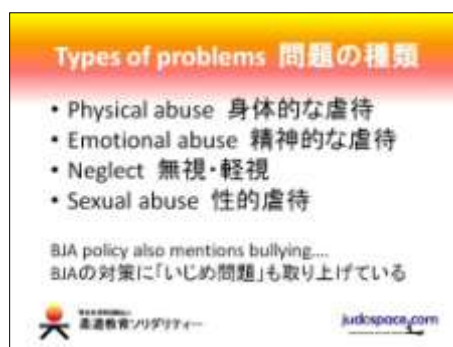 Types of problems 問題の種類
• Physical abuse 身体的な虐待
• Emotional abuse 精神的な虐待
• Neglect 無視・軽視
• Sexual abuse 性的虐待
BJA policy also mentions bullying....
BJAの対策に「いじめ問題」も取り上げている
柔道教育ソリダリティー
judospace.com